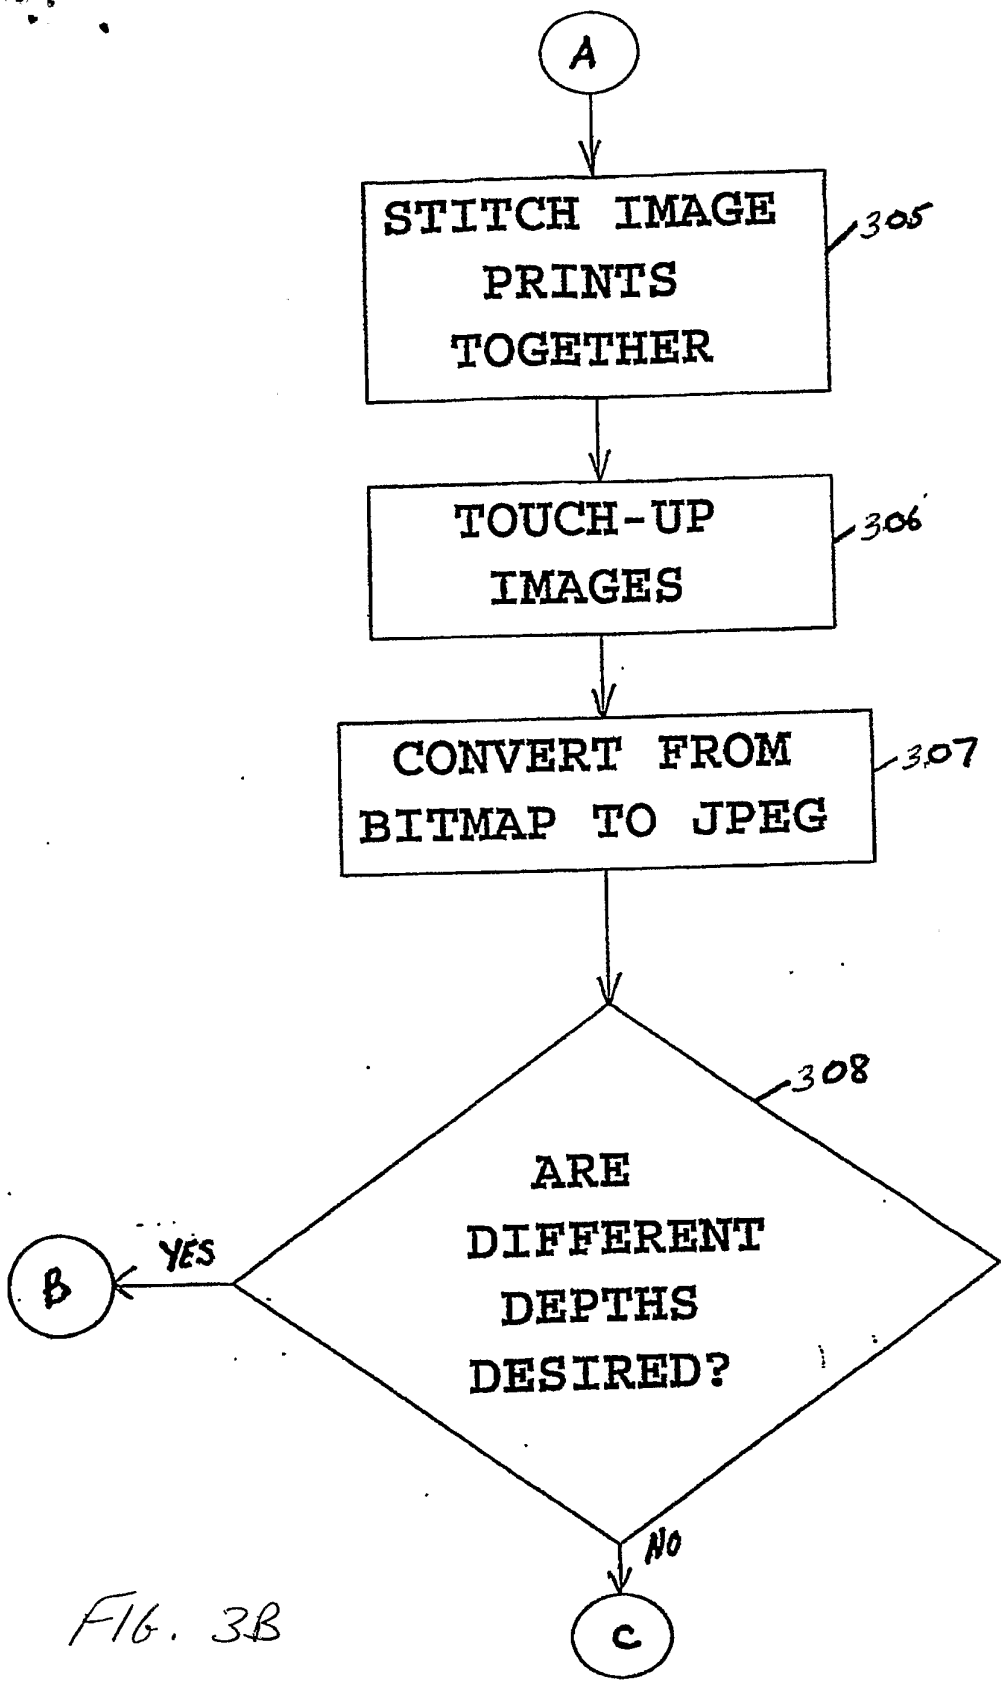 A
STITCH IMAGE
PRINTS
TOGETHER
305
TOUCH-UP
IMAGES
306
CONVERT FROM
BITMAP TO JPEG
307
308
ARE
DIFFERENT
DEPTHS
DESIRED?
YES
B
NO
C
FIG. 3B